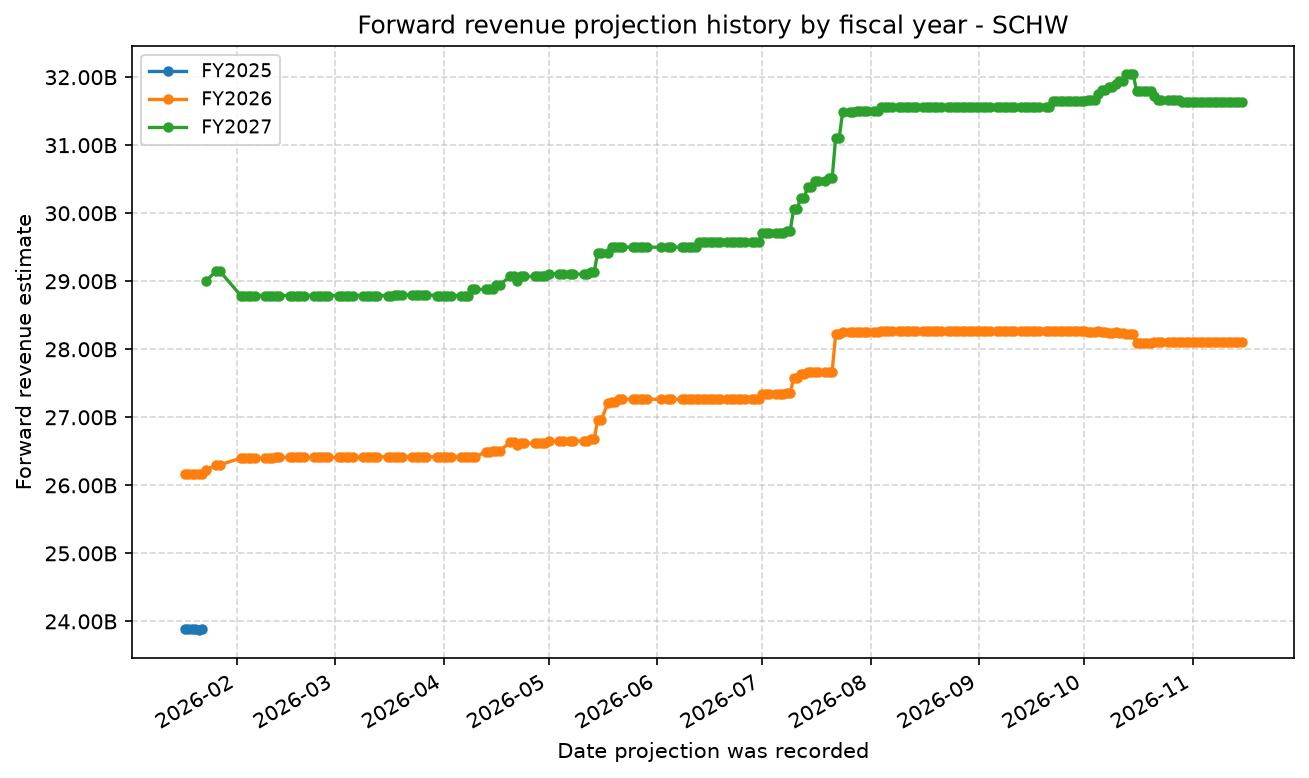 Forward revenue projection history by fiscal year - SCHW
FY2025
FY2026
FY2027
32.00B
31.00B
30.00B
29.00B
28.00B
27.00B
26.00B
25.00B
24.00B
Forward revenue estimate
2026-02
2026-03
2026-04
2026-05
2026-06
2026-07
2026-08
2026-09
2026-10
2026-11
Date projection was recorded